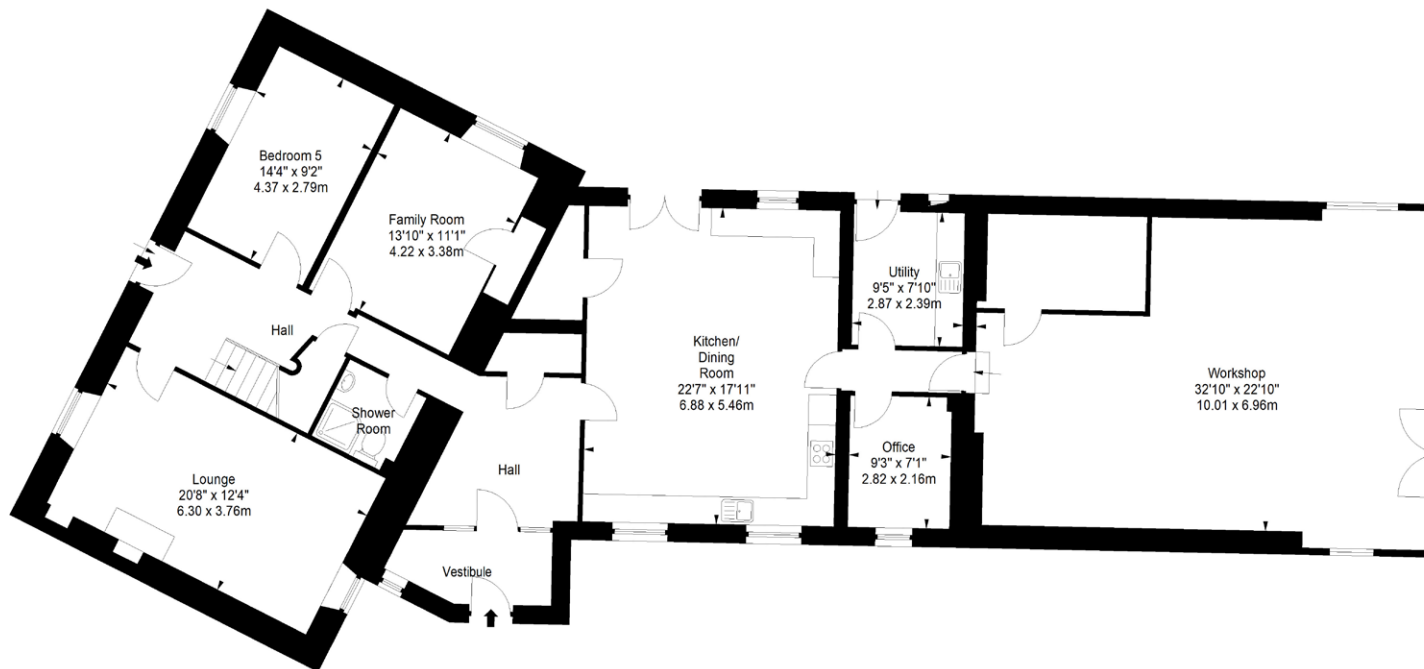 Bedroom 5
14'4" x 9'2"
4.37 x 2.79m
Family Room
13'10" x 11'1"
4.22 x 3.38m
Hall
Shower
Room
Lounge
20'8" x 12'4"
6.30 x 3.76m
Hall
Vestibule
Kitchen/
Dining
Room
22'7" x 17'11"
6.88 x 5.46m
Utility
9'5" x 7'10"
2.87 x 2.39m
Office
9'3" x 7'1"
2.82 x 2.16m
Workshop
32'10" x 22'10"
10.01 x 6.96m